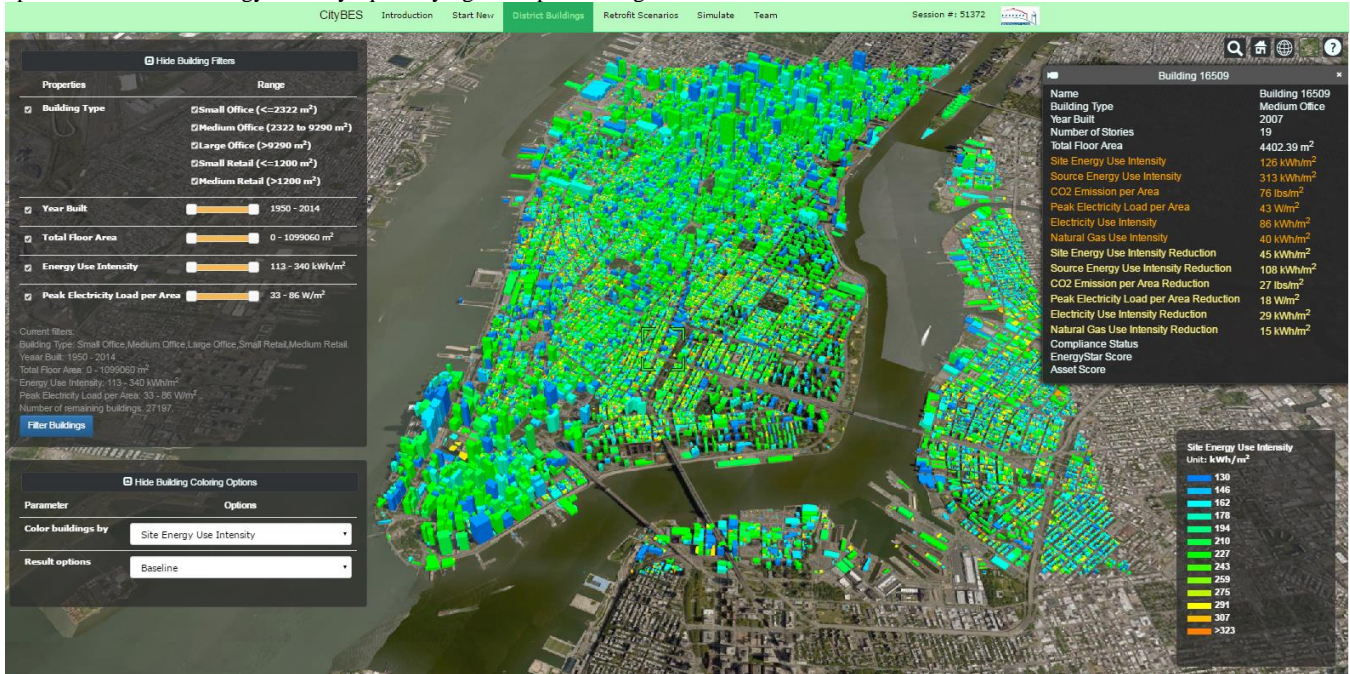 CityBES Introduction Start New District Buildings Retrofit Scenarios Simulate Team Session #: 51372
Hide Building Filters
Properties Range
Building Type
Small Office (<=2322 m²)
Medium Office (2322 to 9290 m²)
Large Office (>9290 m²)
Small Retail (<=1200 m²)
Medium Retail (>1200 m²)
Year Built 1950 - 2014
Total Floor Area 0 - 1099060 m²
Energy Use Intensity 113 - 340 kWh/m²
Peak Electricity Load per Area 33 - 86 W/m²
Current filters:
Building Type: Small Office,Medium Office,Large Office,Small Retail,Medium Retail
Yeaar Built: 1950 - 2014
Total Floor Area: 0 - 1099060 m²
Energy Use Intensity: 113 - 340 kWh/m²
Peak Electricity Load per Area: 33 - 86 W/m²
Number of remaining buildings: 27197
Filter Buildings
Hide Building Coloring Options
Parameter Options
Color buildings by Site Energy Use Intensity
Result options Baseline
?
Building 16509 ×
Name Building 16509
Building Type Medium Office
Year Built 2007
Number of Stories 19
Total Floor Area 4402.39 m²
Site Energy Use Intensity 126 kWh/m²
Source Energy Use Intensity 313 kWh/m²
CO2 Emission per Area 76 lbs/m²
Peak Electricity Load per Area 43 W/m²
Electricity Use Intensity 86 kWh/m²
Natural Gas Use Intensity 40 kWh/m²
Site Energy Use Intensity Reduction 45 kWh/m²
Source Energy Use Intensity Reduction 108 kWh/m²
CO2 Emission per Area Reduction 27 lbs/m²
Peak Electricity Load per Area Reduction 18 W/m²
Electricity Use Intensity Reduction 29 kWh/m²
Natural Gas Use Intensity Reduction 15 kWh/m²
Compliance Status
EnergyStar Score
Asset Score
Site Energy Use Intensity
Unit: kWh/m²
130
146
162
178
194
210
227
243
259
275
291
307
>323